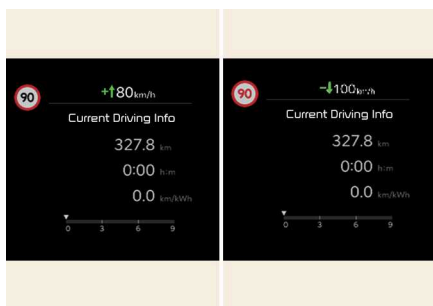 90
+↑80km/h
Current Driving Info
327.8 km
0:00 h:m
0.0 km/kWh
0 3 6 9
90
-↓100km/h
Current Driving Info
327.8 km
0:00 h:m
0.0 km/kWh
0 3 6 9